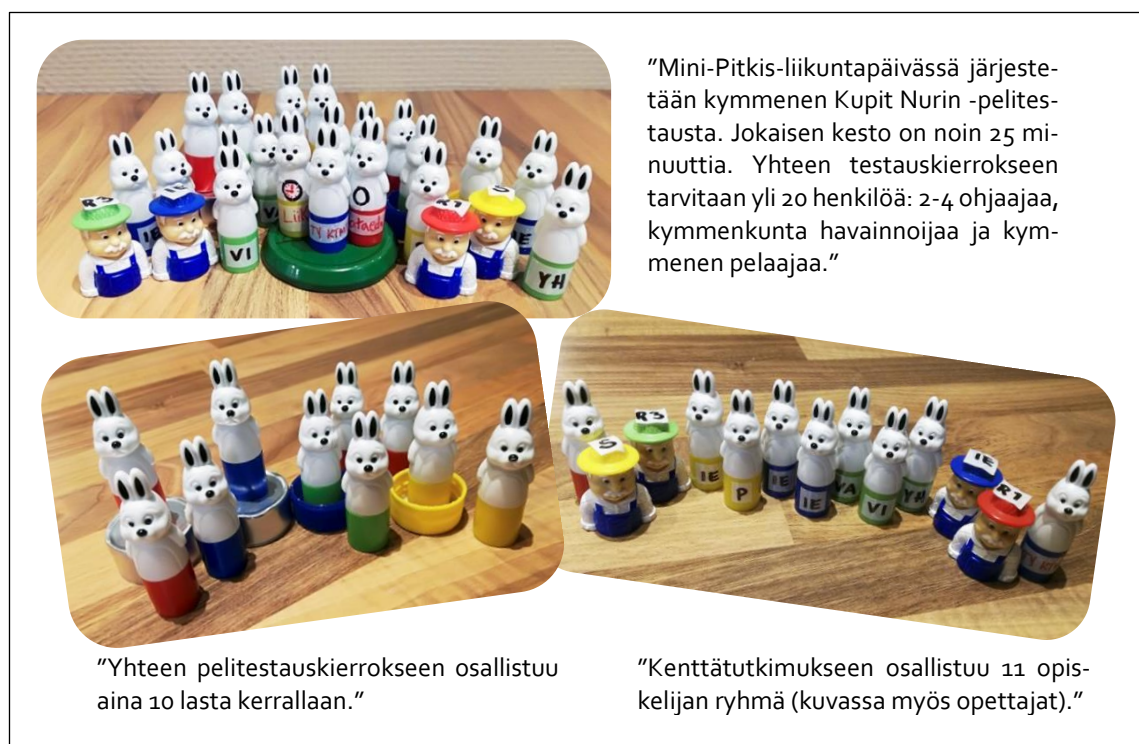 R3
IE
VI
VA
O
R1
S
IE
YH
"Mini-Pitkis-liikuntapäivässä järjeste-
tään kymmenen Kupit Nurin -pelites-
tausta. Jokaisen kesto on noin 25 mi-
nuuttia. Yhteen testauskierrokseen
tarvitaan yli 20 henkilöä: 2-4 ohjaajaa,
kymmenkunta havainnoijaa ja kym-
menen pelaajaa."
S
R3
IE
P
IE
IE
VA
VI
YH
IE
R1
"Yhteen pelitestauskierrokseen osallistuu
aina 10 lasta kerrallaan."
"Kenttätutkimukseen osallistuu 11 opis-
kelijan ryhmä (kuvassa myös opettajat)."